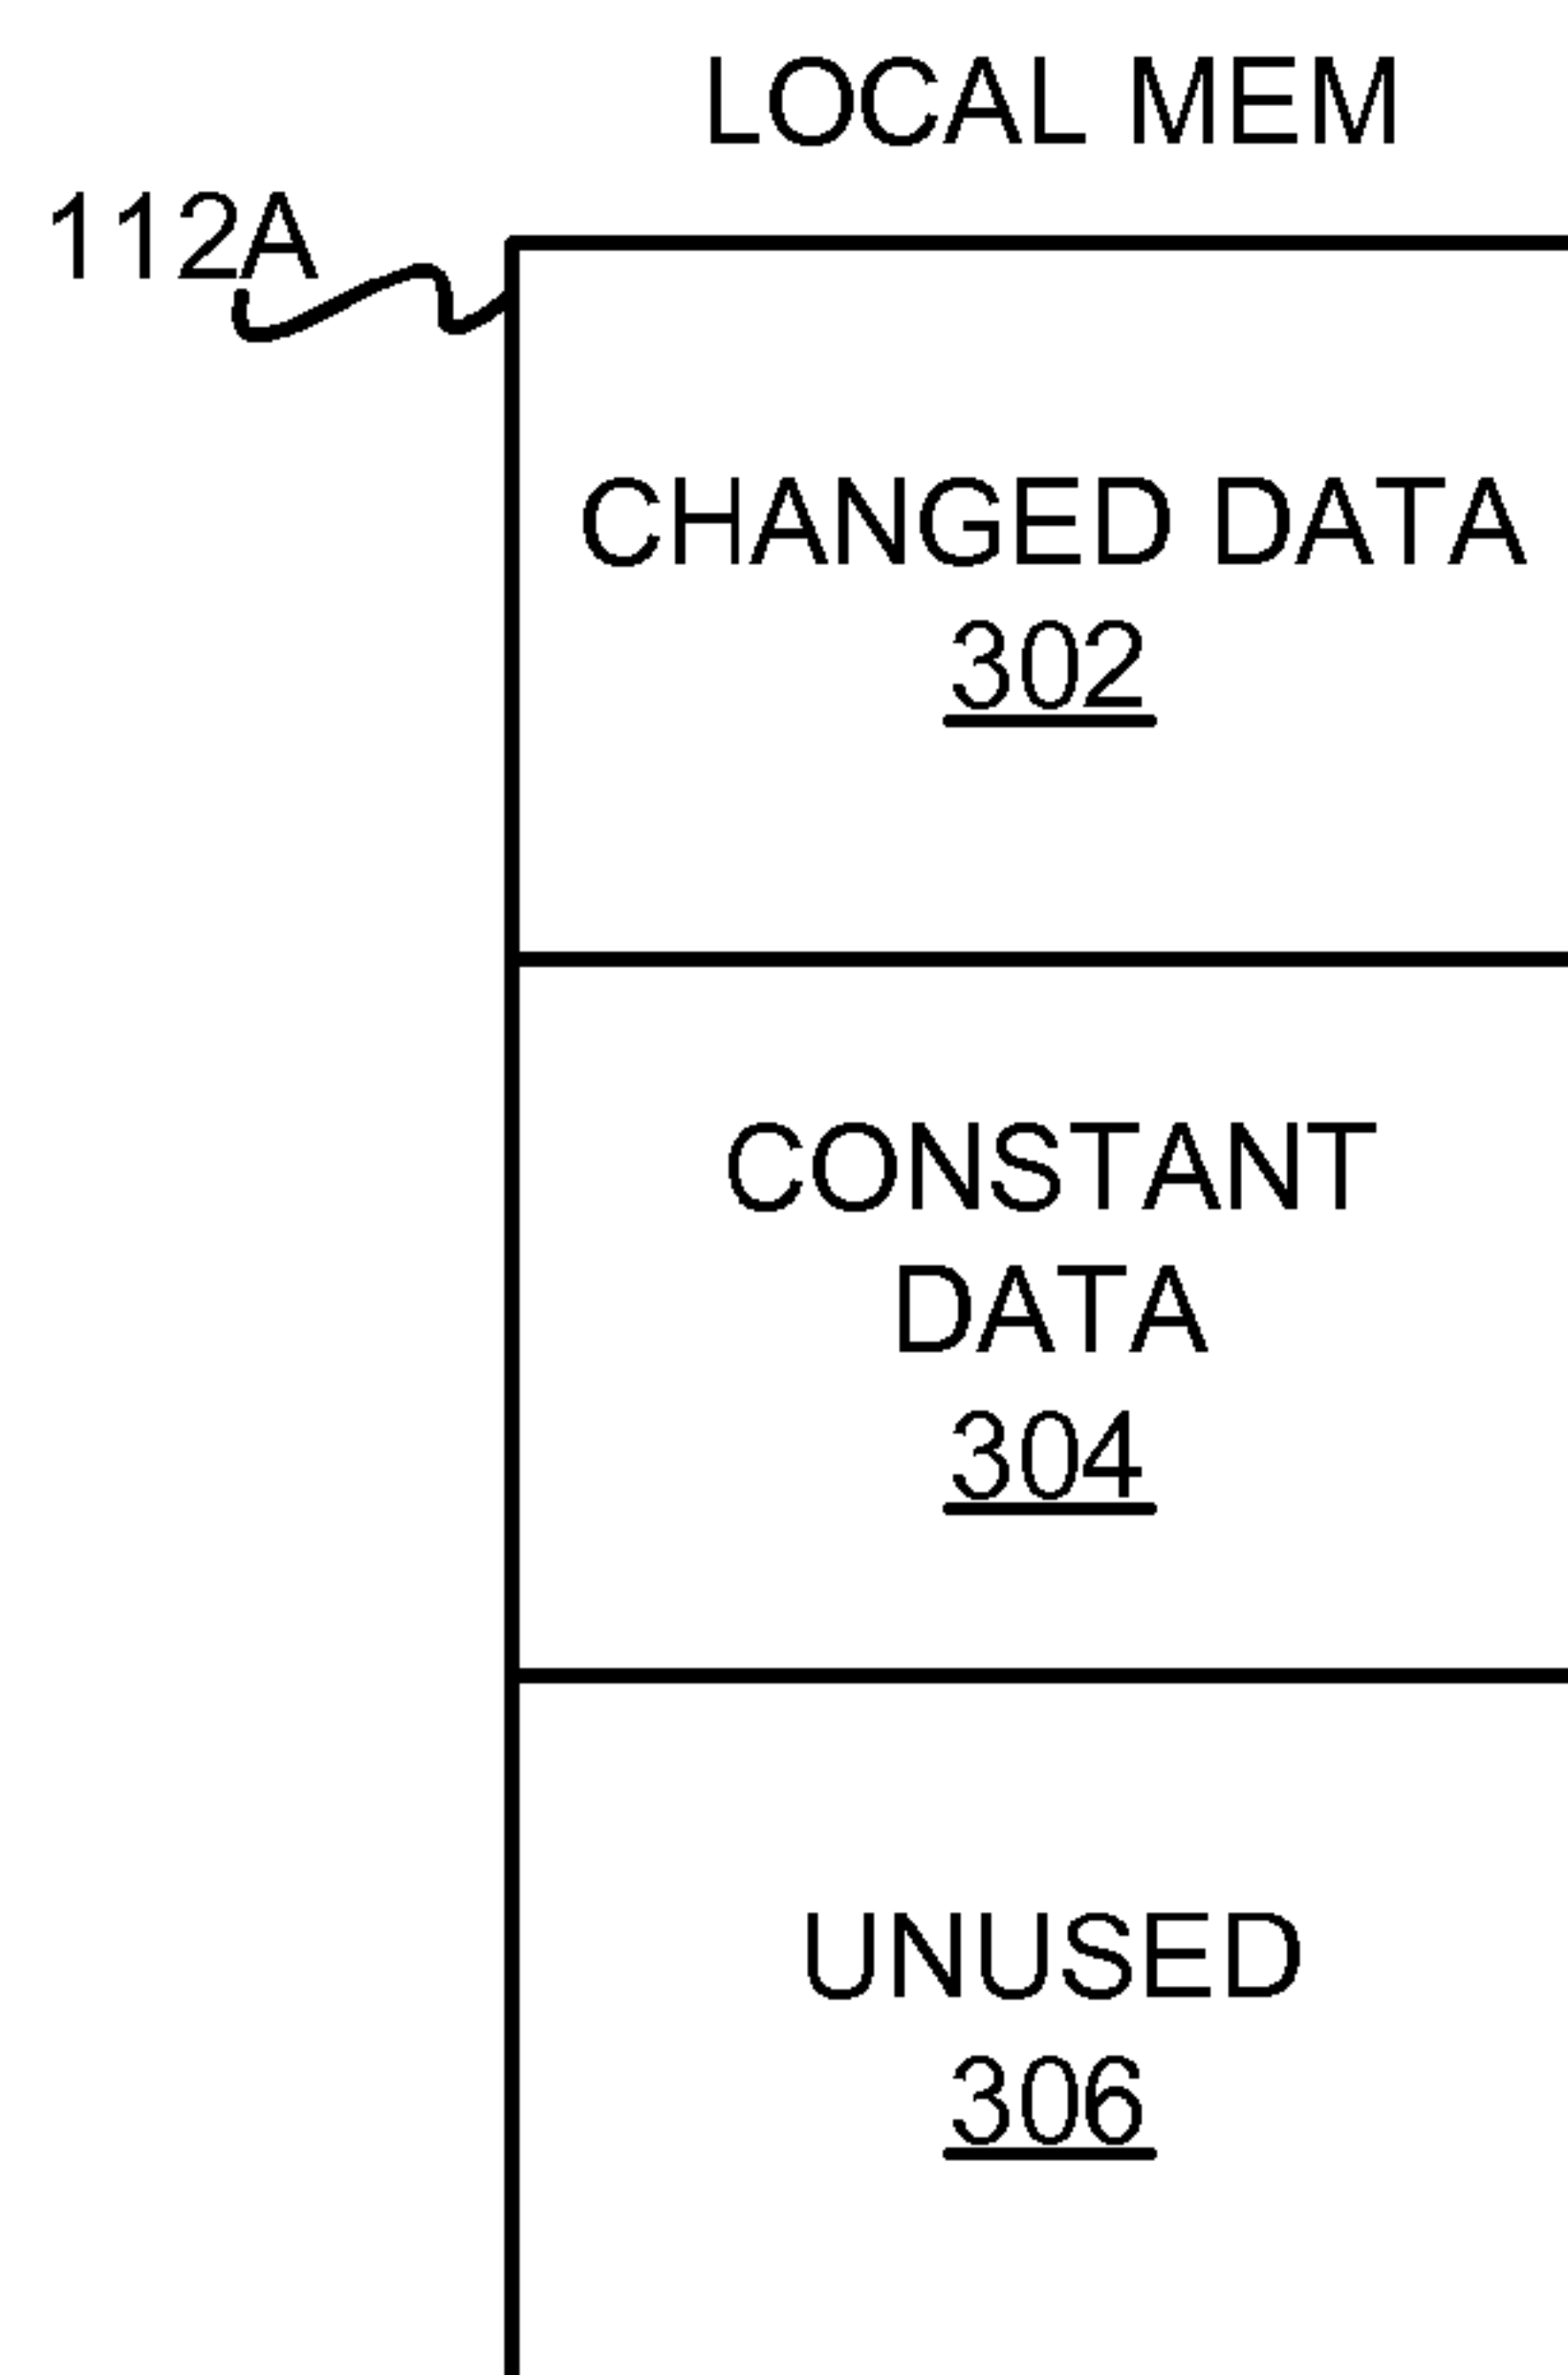 LOCAL MEM
112A
CHANGED DATA
302
CONSTANT
DATA
304
UNUSED
306